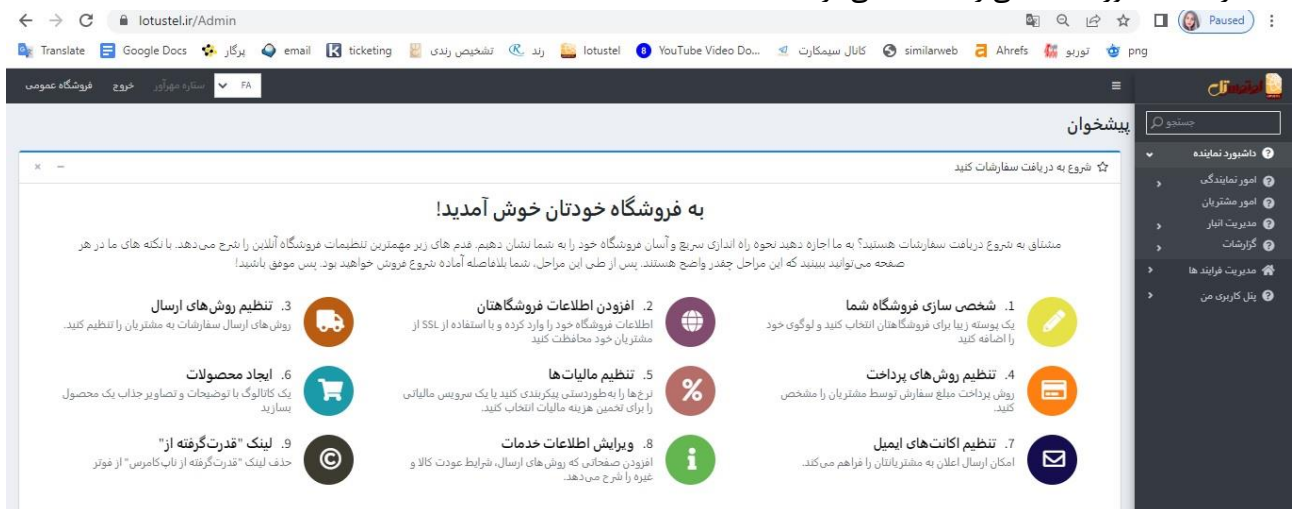 lotustel.ir/Admin
Paused
Translate Google Docs پرگار email ticketing تشخیص رندی رند lotustel YouTube Video Do... کانال سیمکارت similarweb Ahrefs توربو png
فروشگاه عمومی خروج ستاره مهرآور FA
لوتوس تل
جستجو
داشبورد نماینده
امور نمایندگی
امور مشتریان
مدیریت انبار
گزارشات
مدیریت فرایند ها
پنل کاربری من
پیشخوان
شروع به دریافت سفارشات کنید
به فروشگاه خودتان خوش آمدید!
مشتاق به شروع دریافت سفارشات هستید؟ به ما اجازه دهید نحوه راه اندازی سریع و آسان فروشگاه خود را به شما نشان دهیم. قدم های زیر مهمترین تنظیمات فروشگاه آنلاین را شرح می‌دهد. با نکته های ما در هر
صفحه می‌توانید ببینید که این مراحل چقدر واضح هستند. پس از طی این مراحل، شما بلافاصله آماده شروع فروش خواهید بود. پس موفق باشید!
1. شخصی سازی فروشگاه شما
یک پوسته زیبا برای فروشگاهتان انتخاب کنید و لوگوی خود
را اضافه کنید
2. افزودن اطلاعات فروشگاهتان
اطلاعات فروشگاه خود را وارد کرده و با استفاده از SSL از
مشتریان خود محافظت کنید
3. تنظیم روش‌های ارسال
روش‌های ارسال سفارشات به مشتریان را تنظیم کنید.
4. تنظیم روش‌های پرداخت
روش پرداخت مبلغ سفارش توسط مشتریان را مشخص
کنید.
5. تنظیم مالیات‌ها
نرخ‌ها را به‌طوردستی پیکربندی کنید یا یک سرویس مالیاتی
را برای تخمین هزینه مالیات انتخاب کنید.
6. ایجاد محصولات
یک کاتالوگ با توضیحات و تصاویر جذاب یک محصول
بسازید
7. تنظیم اکانت‌های ایمیل
امکان ارسال اعلان به مشتریانتان را فراهم می‌کند.
8. ویرایش اطلاعات خدمات
افزودن صفحاتی که روش‌های ارسال، شرایط عودت کالا و
غیره را شرح می‌دهد.
9. لینک "قدرت‌گرفته از"
حذف لینک "قدرت‌گرفته از ناپ‌کامرس" از فوتر